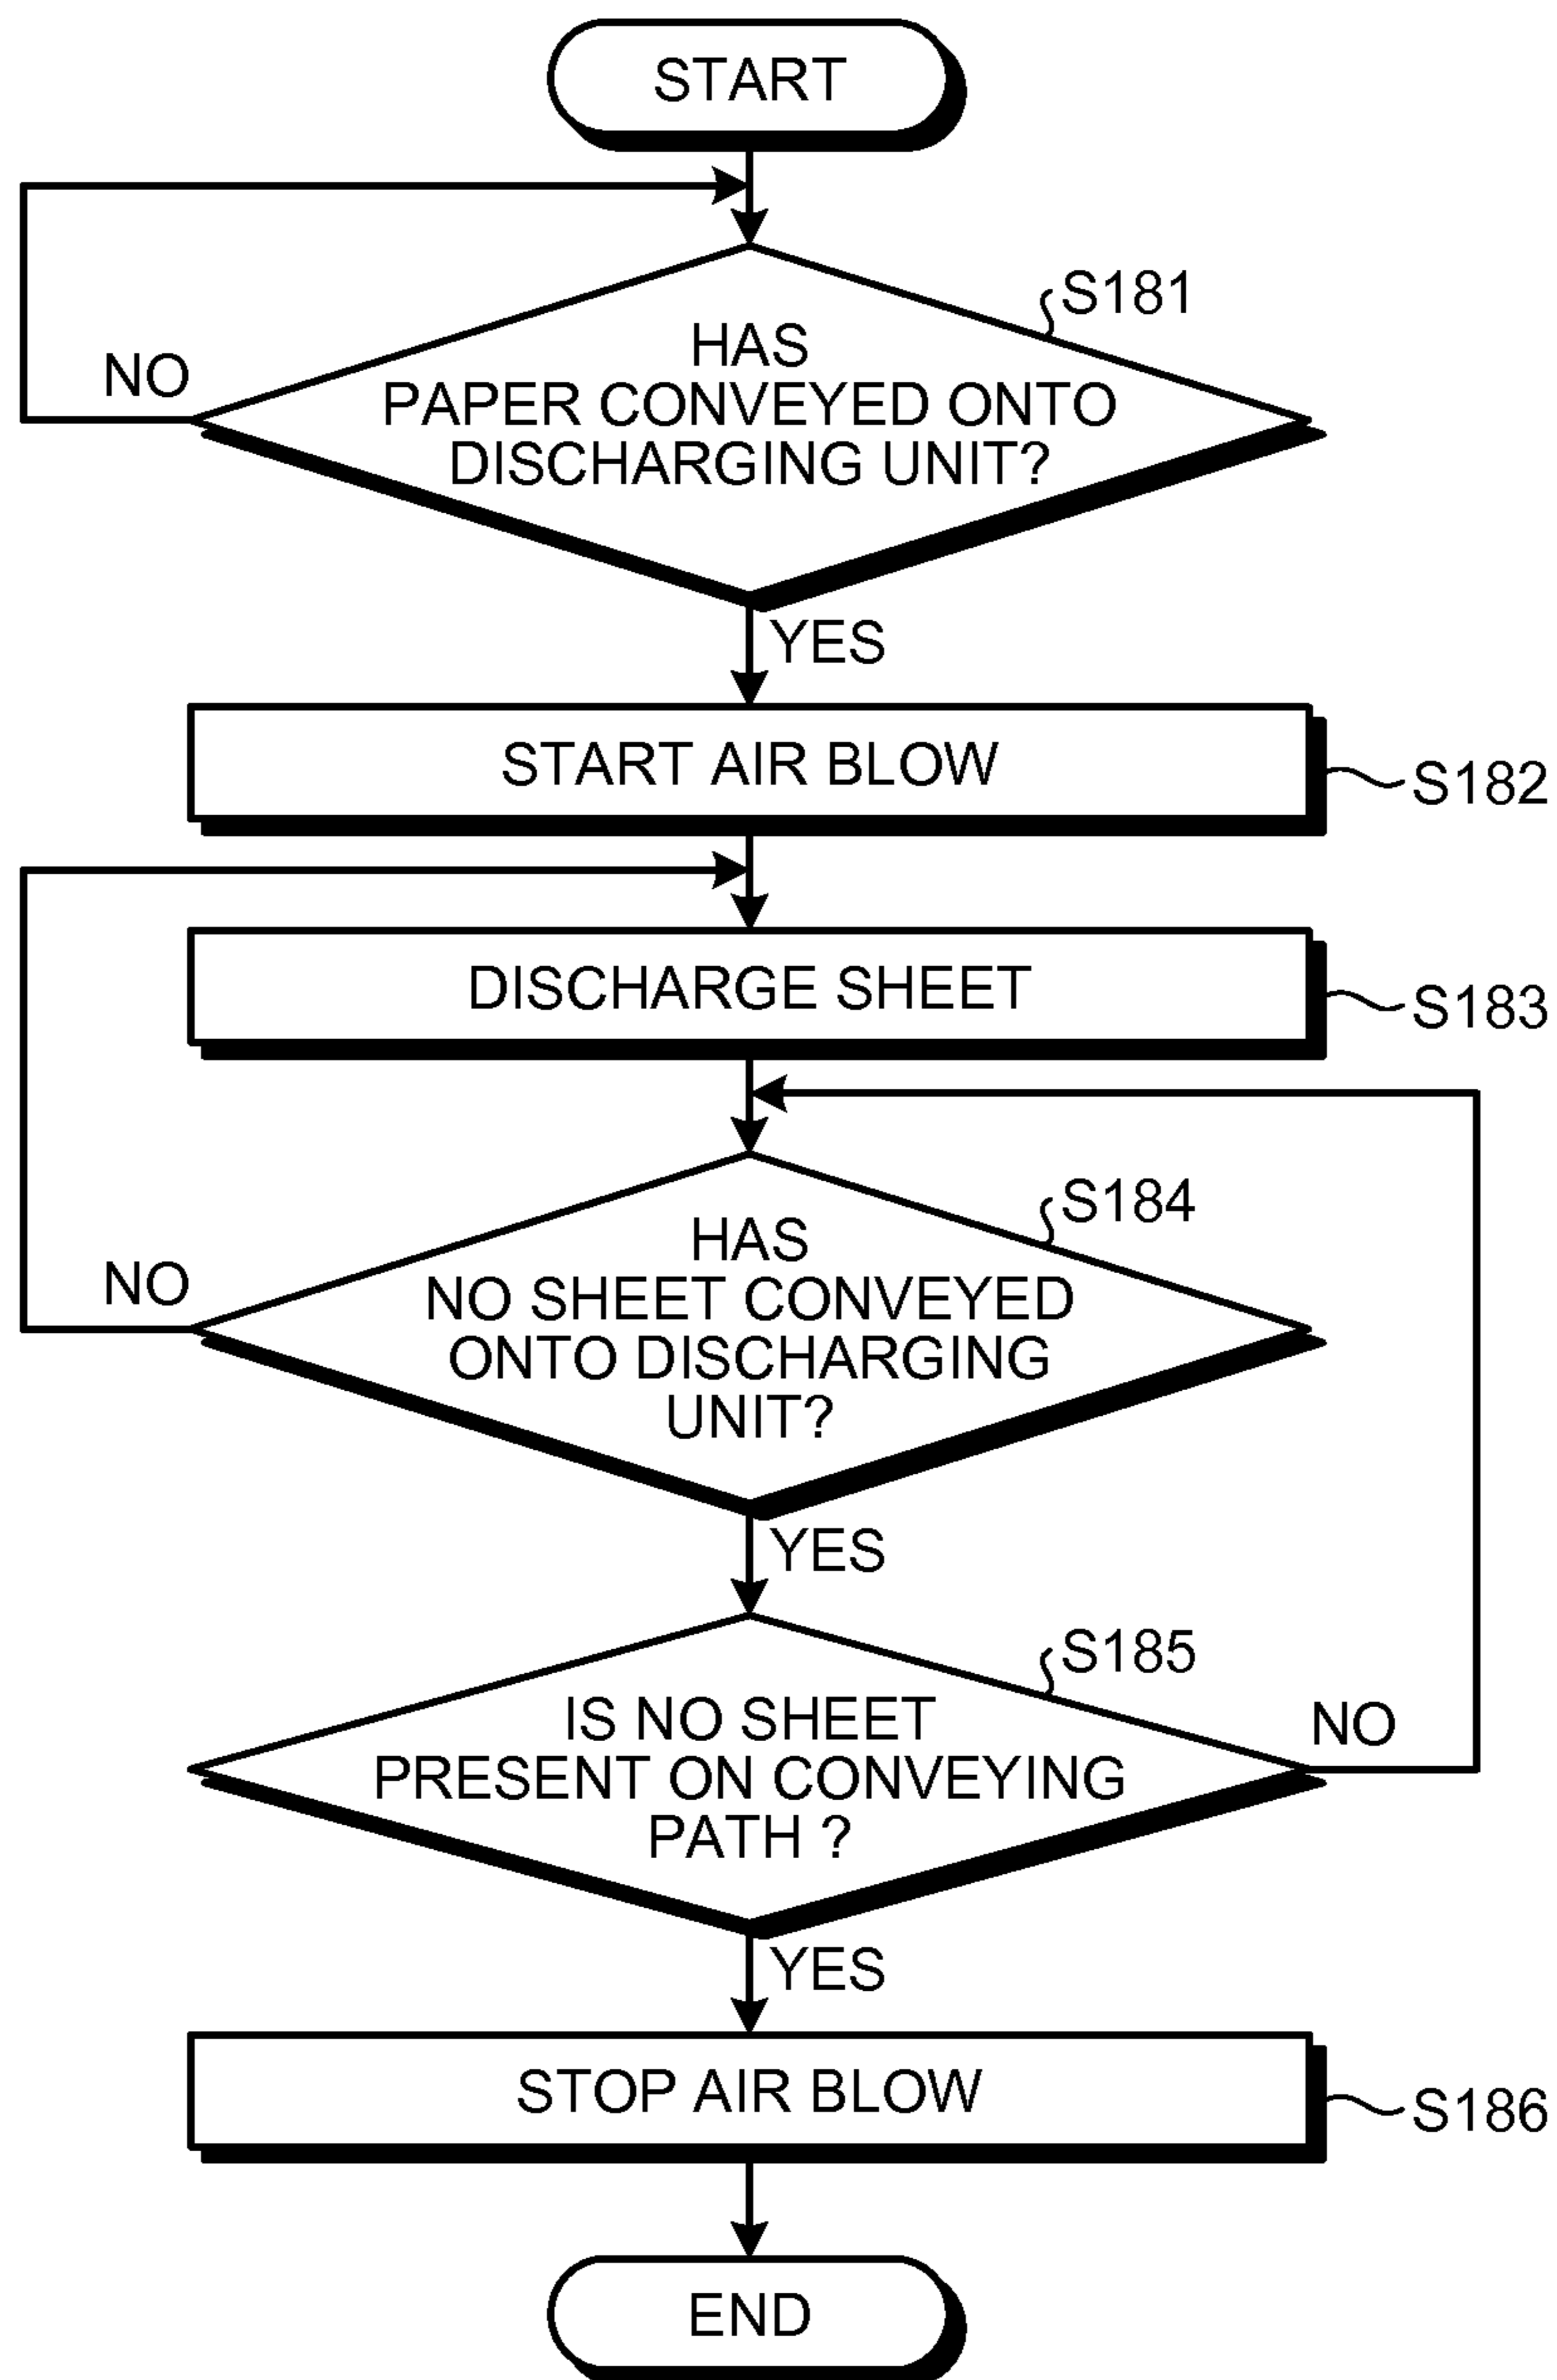 START
S181
HAS
PAPER CONVEYED ONTO
DISCHARGING UNIT?
NO
YES
START AIR BLOW
S182
DISCHARGE SHEET
S183
S184
HAS
NO SHEET CONVEYED
ONTO DISCHARGING
UNIT?
NO
YES
S185
IS NO SHEET
PRESENT ON CONVEYING
PATH ?
NO
YES
STOP AIR BLOW
S186
END